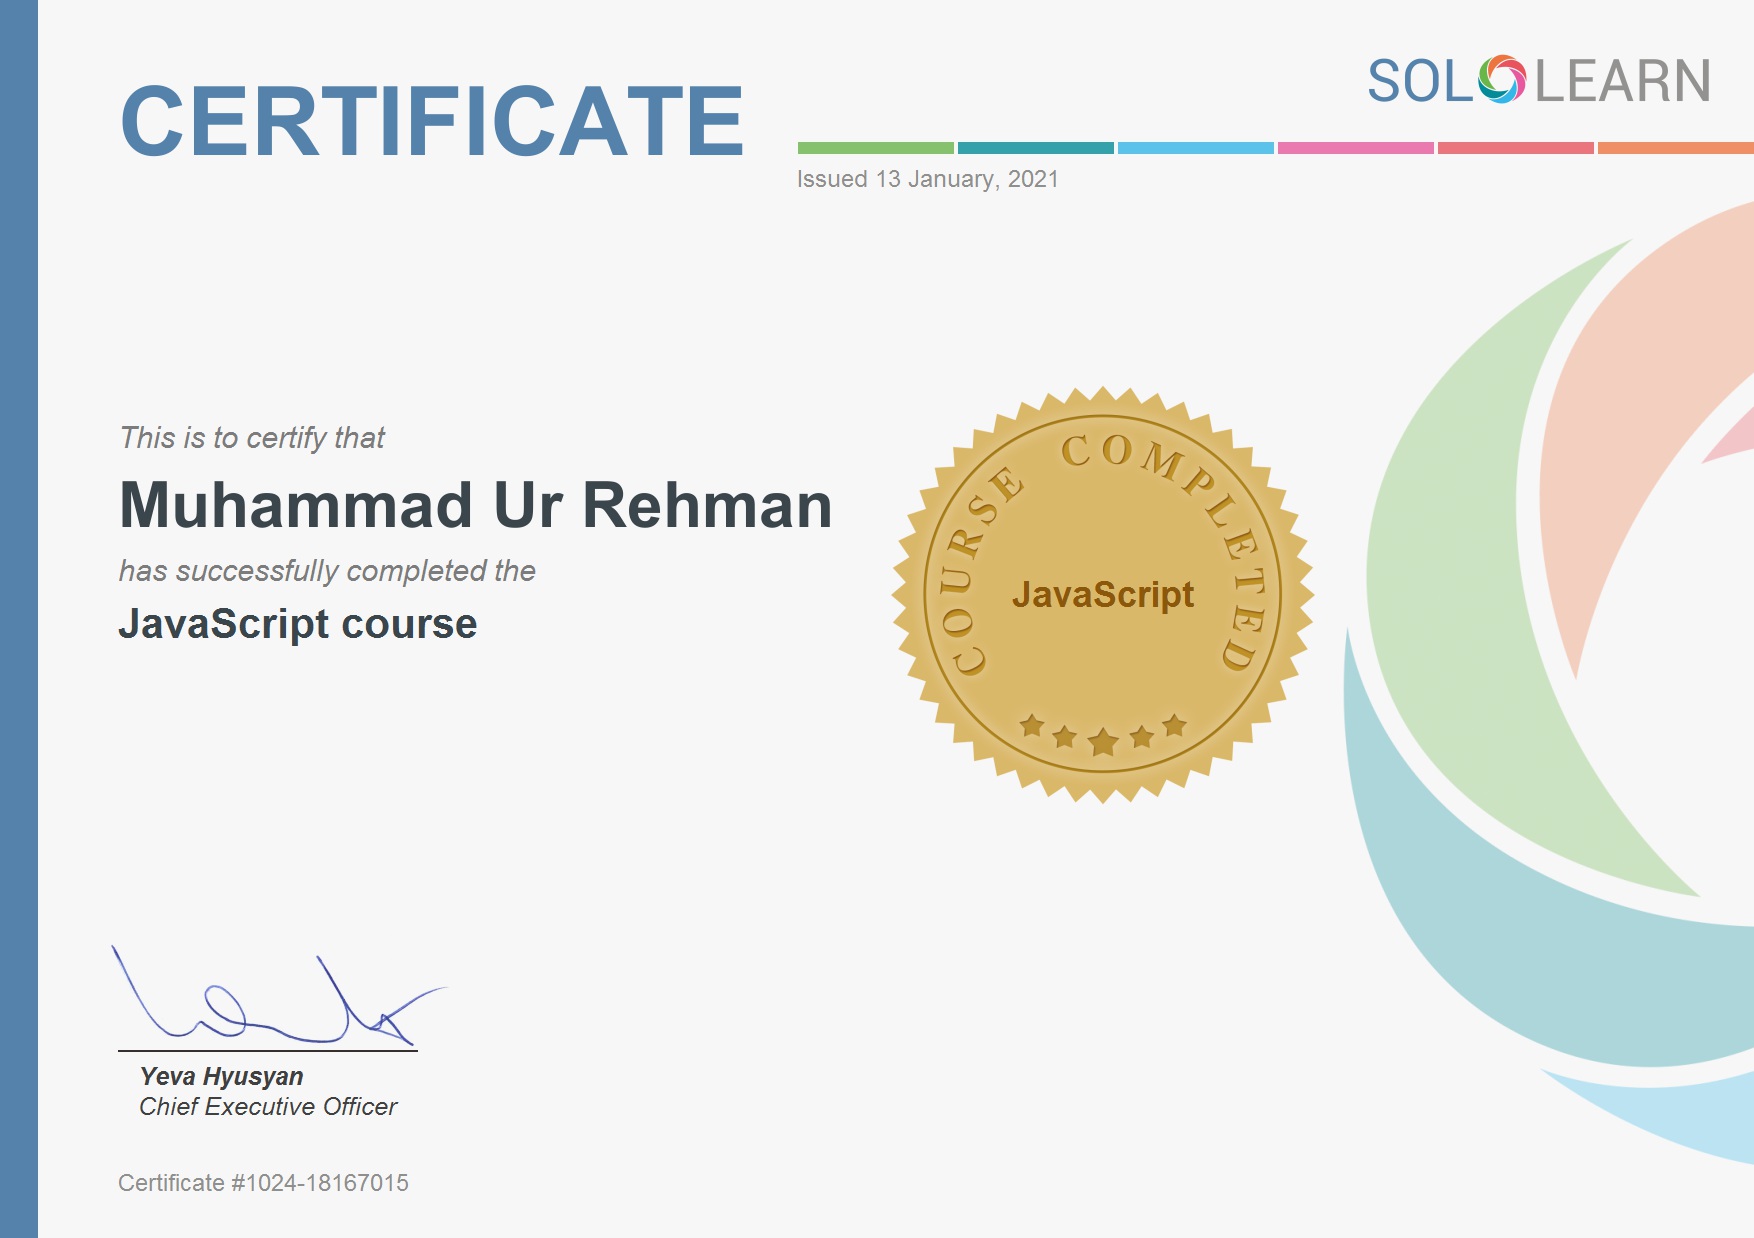 SOLOLEARN
CERTIFICATE
Issued 13 January, 2021
This is to certify that
Muhammad Ur Rehman
has successfully completed the
JavaScript course
COURSE COMPLETED
JavaScript
Yeva Hyusyan
Chief Executive Officer
Certificate #1024-18167015